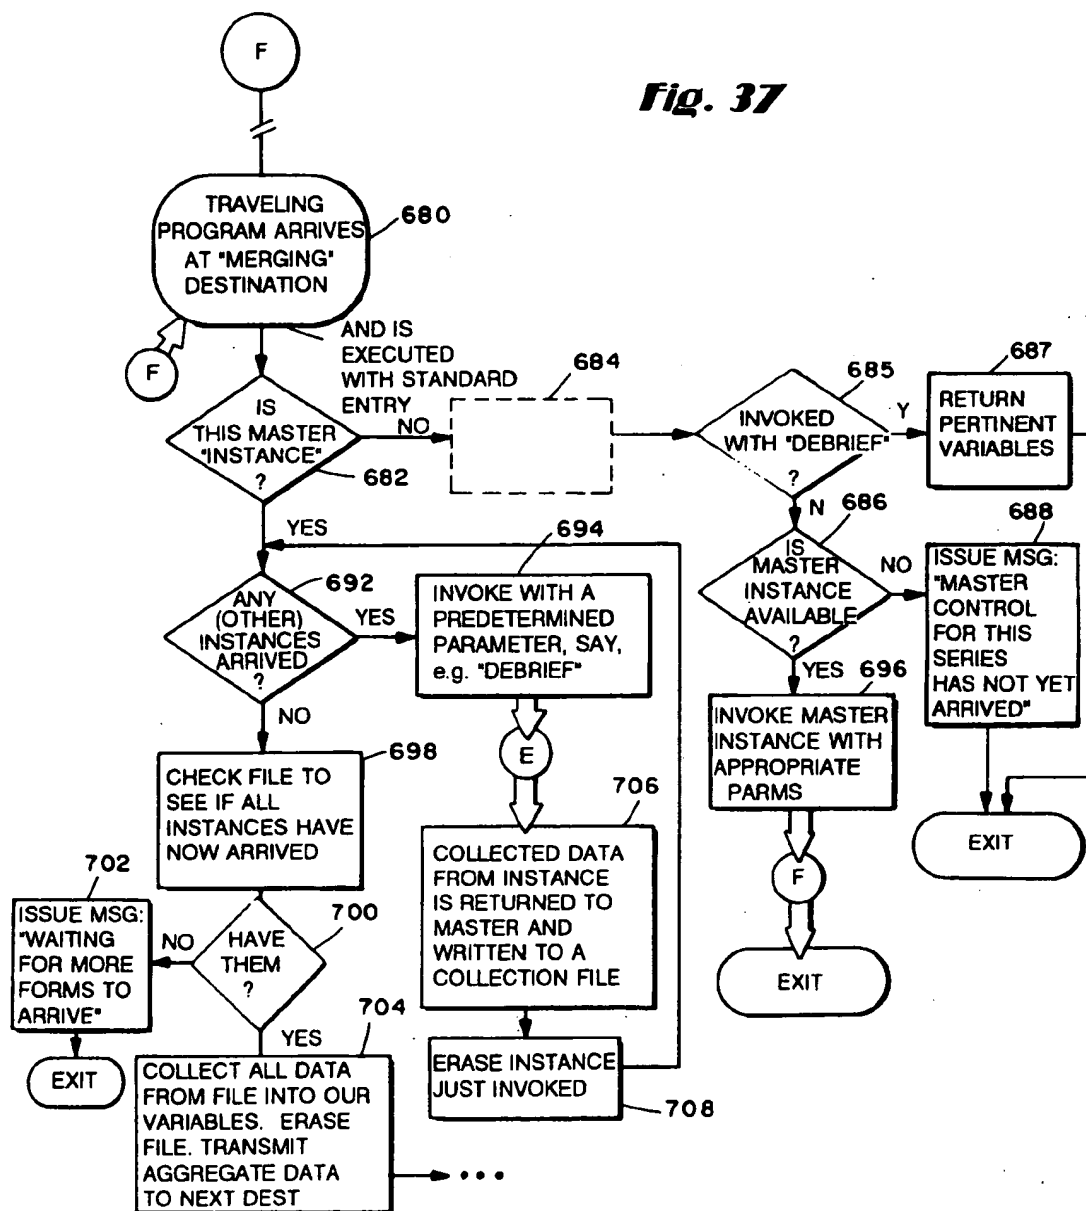 F
Fig. 37
TRAVELING
PROGRAM ARRIVES
AT "MERGING"
DESTINATION
680
F
AND IS
EXECUTED
WITH STANDARD
ENTRY
IS
THIS MASTER
"INSTANCE"
?
682
NO
YES
684
INVOKED
WITH "DEBRIEF"
?
685
Y
N
687
RETURN
PERTINENT
VARIABLES
686
IS
MASTER
INSTANCE
AVAILABLE
?
NO
YES
688
ISSUE MSG:
"MASTER
CONTROL
FOR THIS
SERIES
HAS NOT YET
ARRIVED"
EXIT
696
INVOKE MASTER
INSTANCE WITH
APPROPRIATE
PARMS
F
EXIT
692
ANY
(OTHER)
INSTANCES
ARRIVED
?
YES
NO
694
INVOKE WITH A
PREDETERMINED
PARAMETER, SAY,
e.g. "DEBRIEF"
E
706
COLLECTED DATA
FROM INSTANCE
IS RETURNED TO
MASTER AND
WRITTEN TO A
COLLECTION FILE
ERASE INSTANCE
JUST INVOKED
708
698
CHECK FILE TO
SEE IF ALL
INSTANCES HAVE
NOW ARRIVED
700
HAVE
THEM
?
NO
YES
702
ISSUE MSG:
"WAITING
FOR MORE
FORMS TO
ARRIVE"
EXIT
704
COLLECT ALL DATA
FROM FILE INTO OUR
VARIABLES. ERASE
FILE. TRANSMIT
AGGREGATE DATA
TO NEXT DEST
• • •